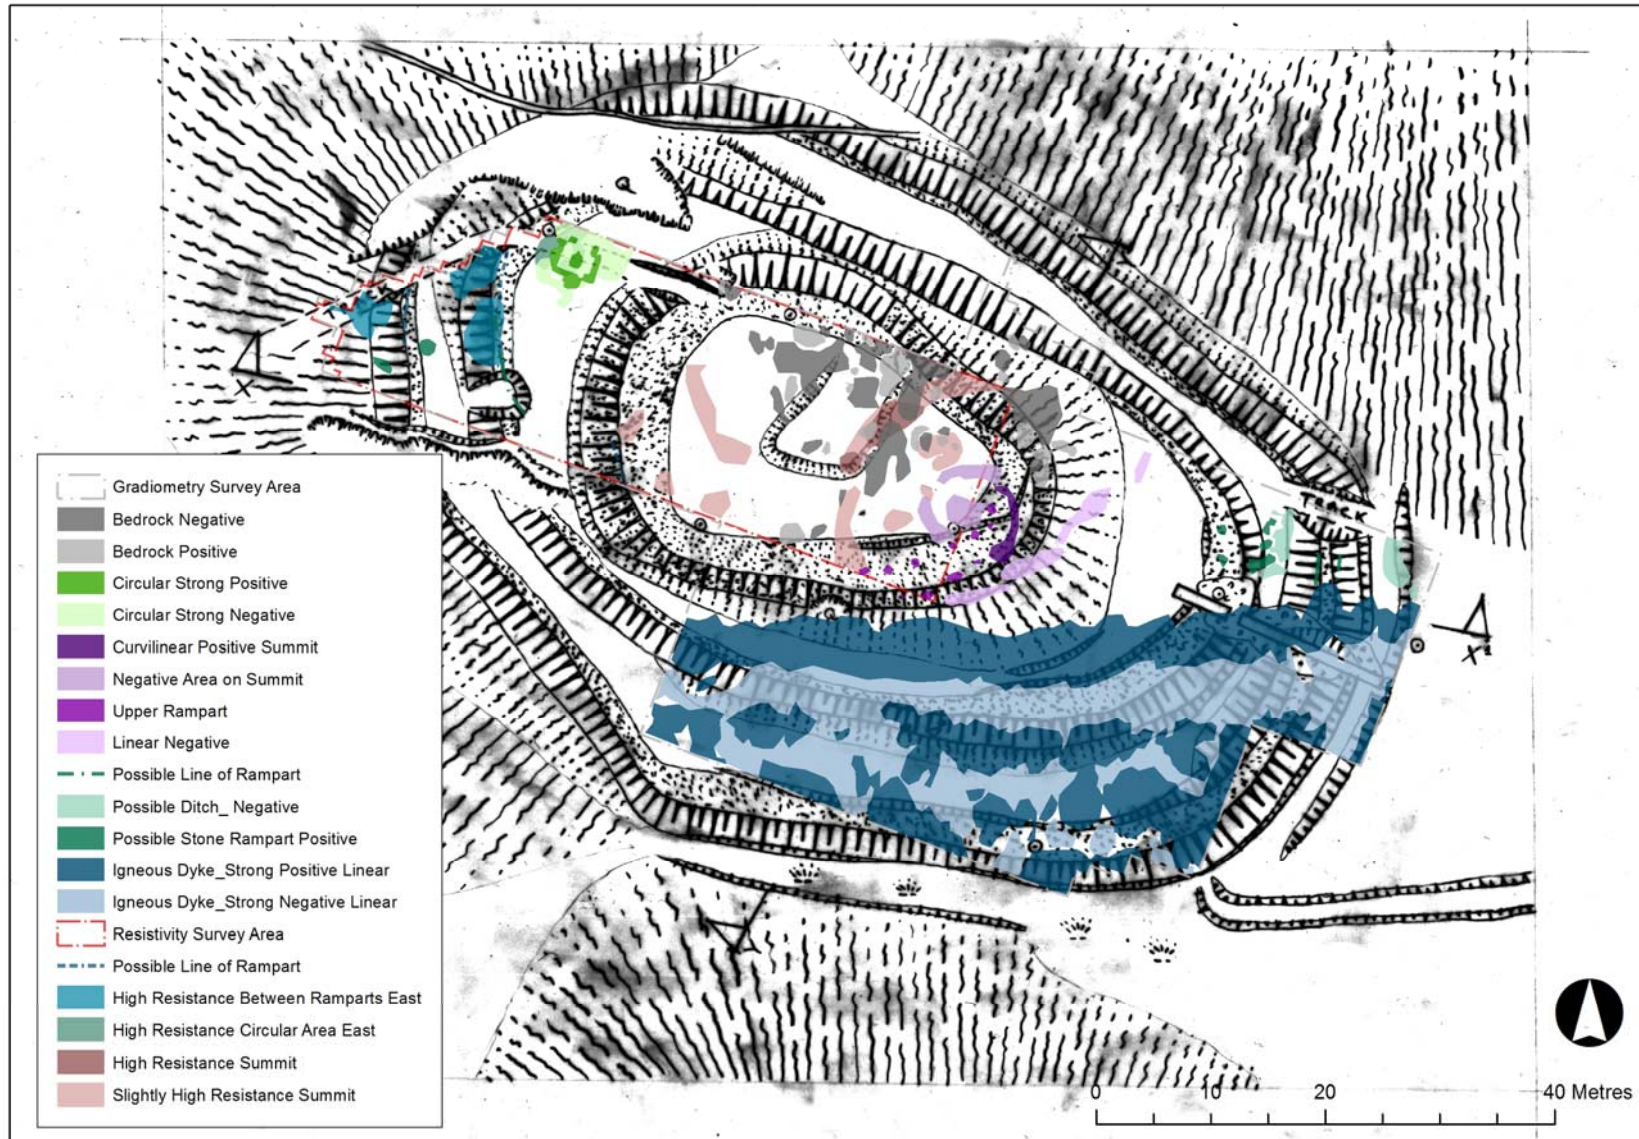 TRACK
X
X¹
Gradiometry Survey Area
Bedrock Negative
Bedrock Positive
Circular Strong Positive
Circular Strong Negative
Curvilinear Positive Summit
Negative Area on Summit
Upper Rampart
Linear Negative
Possible Line of Rampart
Possible Ditch_ Negative
Possible Stone Rampart Positive
Igneous Dyke_Strong Positive Linear
Igneous Dyke_Strong Negative Linear
Resistivity Survey Area
Possible Line of Rampart
High Resistance Between Ramparts East
High Resistance Circular Area East
High Resistance Summit
Slightly High Resistance Summit
0 10 20 40 Metres